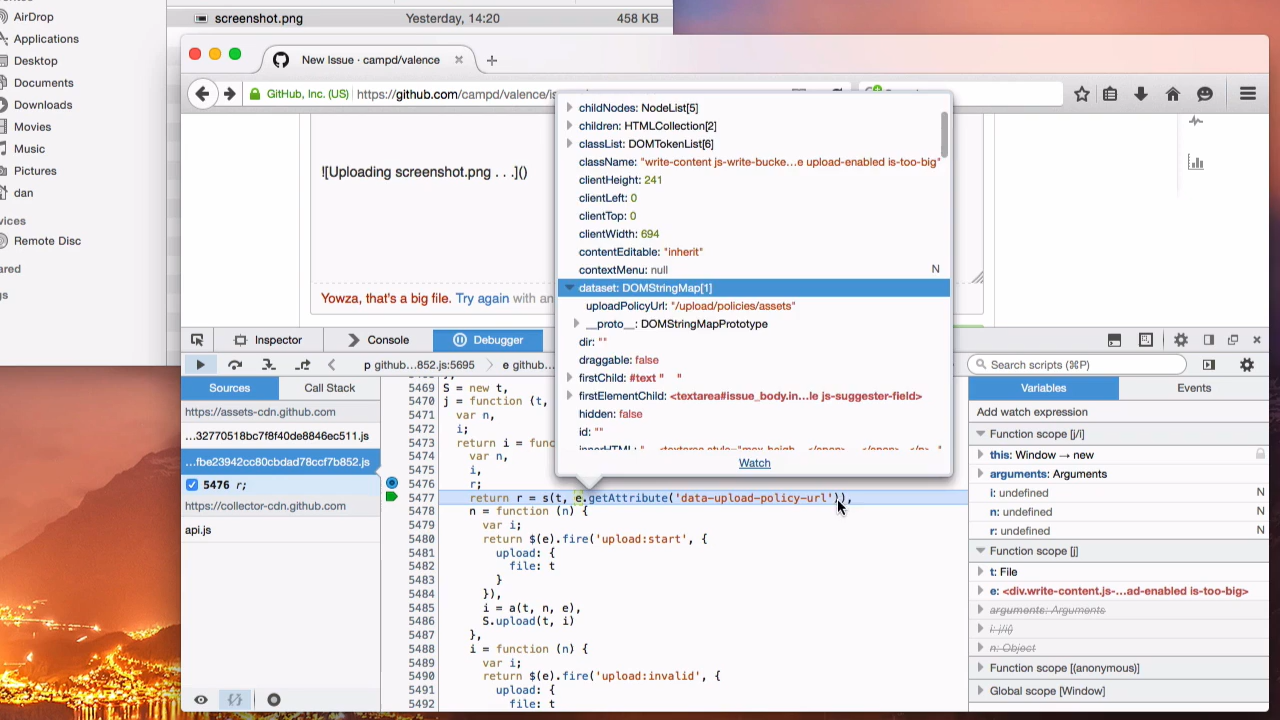 AirDrop
Applications
Desktop
Documents
Downloads
Movies
Music
Pictures
dan
vices
Remote Disc
ared
gs
screenshot.png Yesterday, 14:20 458 KB
New Issue · campd/valence
GitHub, Inc. (US) https://github.com/campd/valence/is
![Uploading screenshot.png . . .]()
Yowza, that's a big file. Try again with an
childNodes: NodeList[5]
children: HTMLCollection[2]
classList: DOMTokenList[6]
className: "write-content js-write-bucke…e upload-enabled is-too-big"
clientHeight: 241
clientLeft: 0
clientTop: 0
clientWidth: 694
contentEditable: "inherit"
contextMenu: null N
dataset: DOMStringMap[1]
uploadPolicyUrl: "/upload/policies/assets"
__proto__: DOMStringMapPrototype
dir: ""
draggable: false
firstChild: #text " "
firstElementChild: <textarea#issue_body.in…le js-suggester-field>
hidden: false
id: ""
Watch
Inspector Console Debugger
p github…852.js:5695 e github
Search scripts (⌘P)
Sources Call Stack
https://assets-cdn.github.com
…32770518bc7f8f40de8846ec511.js
…fbe23942cc80cbdad78ccf7b852.js
5476 r;
https://collector-cdn.github.com
api.js
5469 S = new t,
5470 j = function (t,
5471 var n,
5472 i;
5473 return i = func
5474 var n,
5475 i,
5476 r;
5477 return r = s(t, e.getAttribute('data-upload-policy-url')),
5478 n = function (n) {
5479 var i;
5480 return $(e).fire('upload:start', {
5481 upload: {
5482 file: t
5483 }
5484 }),
5485 i = a(t, n, e),
5486 S.upload(t, i)
5487 },
5488 i = function (n) {
5489 var i;
5490 return $(e).fire('upload:invalid', {
5491 upload: {
5492 file: t
Variables Events
Add watch expression
Function scope [j/i]
this: Window → new
arguments: Arguments
i: undefined N
n: undefined N
r: undefined N
Function scope [j]
t: File
e: <div.write-content.js-…ad-enabled is-too-big>
arguments: Arguments
i: j/i()
n: Object
Function scope [(anonymous)]
Global scope [Window]